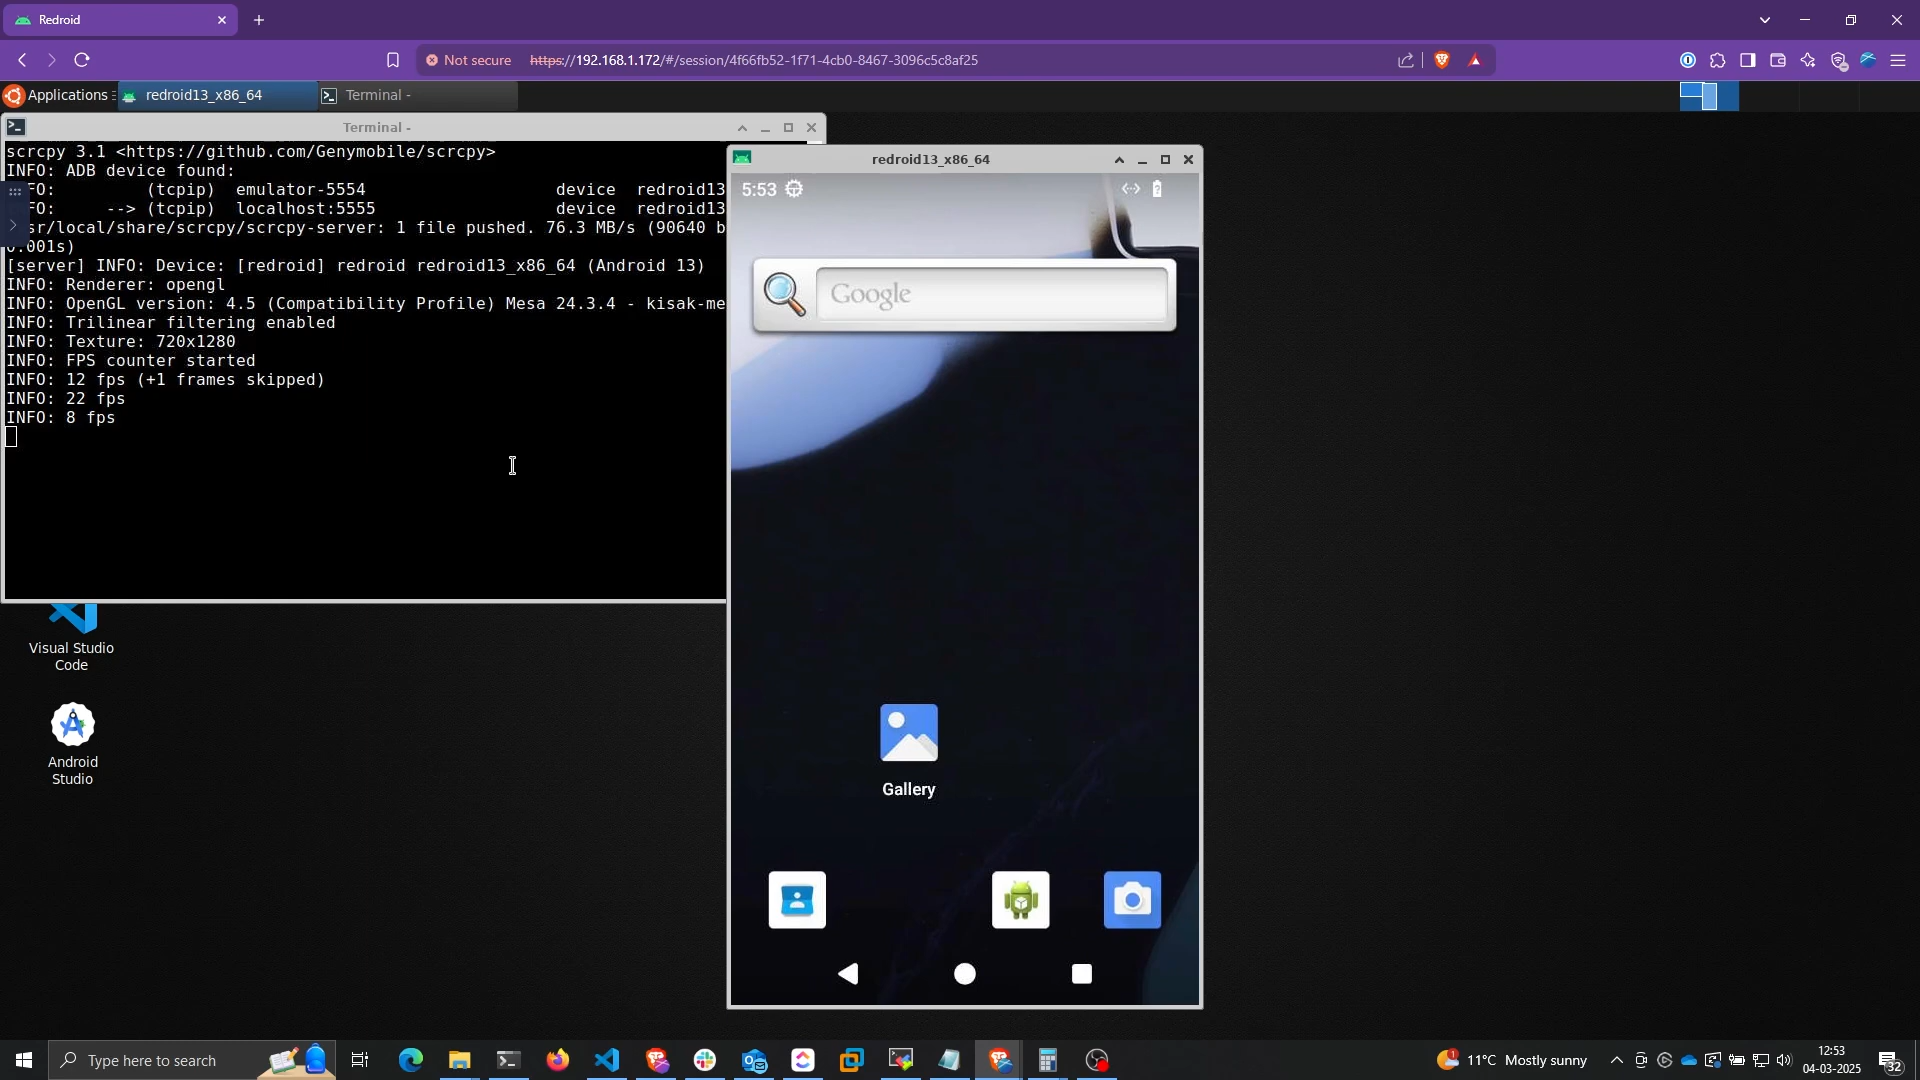 Redroid
Not secure https://192.168.1.172/#/session/4f66fb52-1f71-4cb0-8467-3096c5c8af25
Applications redroid13_x86_64 Terminal -
Terminal -
scrcpy 3.1 <https://github.com/Genymobile/scrcpy>
INFO: ADB device found:
FO: (tcpip) emulator-5554 device redroid13
FO: --> (tcpip) localhost:5555 device redroid13
sr/local/share/scrcpy/scrcpy-server: 1 file pushed. 76.3 MB/s (90640 b
0.001s)
[server] INFO: Device: [redroid] redroid redroid13_x86_64 (Android 13)
INFO: Renderer: opengl
INFO: OpenGL version: 4.5 (Compatibility Profile) Mesa 24.3.4 - kisak-me
INFO: Trilinear filtering enabled
INFO: Texture: 720x1280
INFO: FPS counter started
INFO: 12 fps (+1 frames skipped)
INFO: 22 fps
INFO: 8 fps
redroid13_x86_64
5:53
Google
Gallery
Visual Studio
Code
Android
Studio
Type here to search
1
11°C Mostly sunny
12:53
04-03-2025
32